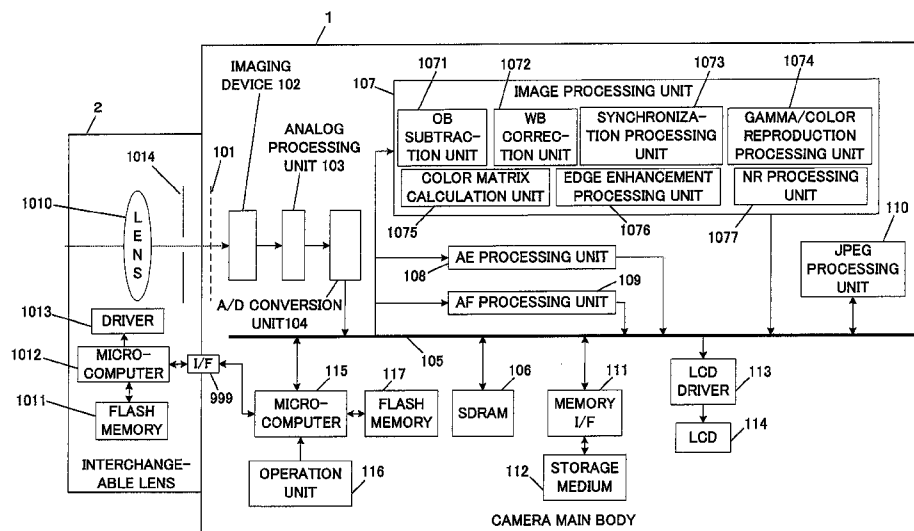 1
IMAGING
DEVICE 102
1071
1072
1073
1074
107
IMAGE PROCESSING UNIT
2
ANALOG
PROCESSING
UNIT 103
OB
SUBTRAC-
TION UNIT
WB
CORREC-
TION UNIT
SYNCHRONIZA-
TION PROCESSING
UNIT
GAMMA/COLOR
REPRODUCTION
PROCESSING UNIT
1014
101
COLOR MATRIX
CALCULATION UNIT
EDGE ENHANCEMENT
PROCESSING UNIT
NR PROCESSING
UNIT
1010
LENS
1075
1076
1077
110
AE PROCESSING UNIT
108
JPEG
PROCESSING
UNIT
109
AF PROCESSING UNIT
A/D CONVERSION
UNIT104
1013
DRIVER
1012
MICRO-
COMPUTER
I/F
999
105
1011
FLASH
MEMORY
115
MICRO-
COMPUTER
117
FLASH
MEMORY
106
SDRAM
111
MEMORY
I/F
LCD
DRIVER
113
LCD
114
INTERCHANGE-
ABLE LENS
OPERATION
UNIT
116
112
STORAGE
MEDIUM
CAMERA MAIN BODY